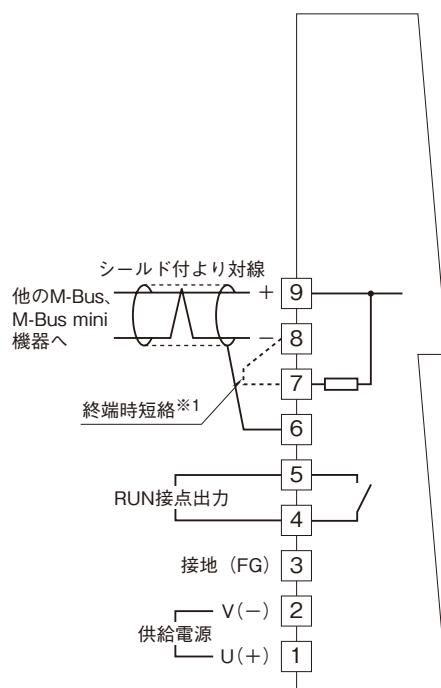 シールド付より対線
他のM-Bus、
M-Bus mini
機器へ
+ 9
− 8
7
終端時短絡※1
6
5
RUN接点出力
4
接地（FG） 3
V(−) 2
供給電源
U(+) 1